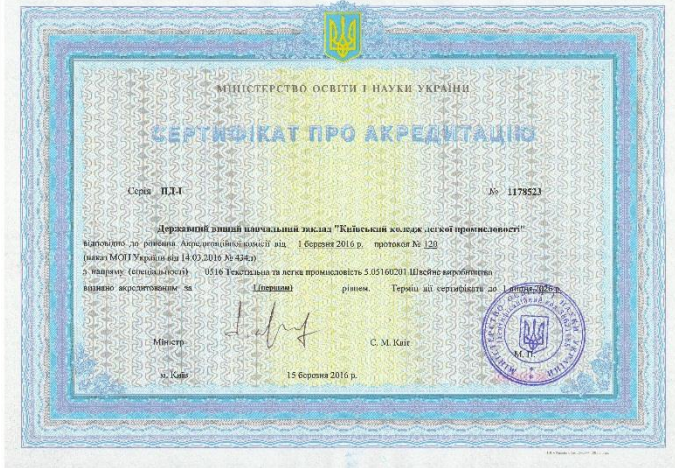 МІНІСТЕРСТВО ОСВІТИ І НАУКИ УКРАЇНИ
СЕРТИФІКАТ ПРО АКРЕДИТАЦІЮ
Серія ПД-І № 1178523
Державний вищий навчальний заклад "Київський коледж легкої промисловості"
відповідно до рішення Акредитаційної комісії від 1 березня 2016 р. протокол № 120
(наказ МОН України від 14.03.2016 № 434л)
з напряму (спеціальності) 0516 Текстильна та легка промисловість 5.05160201 Швейне виробництво
визнано акредитованим за І (першим) рівнем. Термін дії сертифіката до 1 липня 2026 р.
Міністр С. М. Квіт
М. П.
м. Київ 15 березня 2016 р.